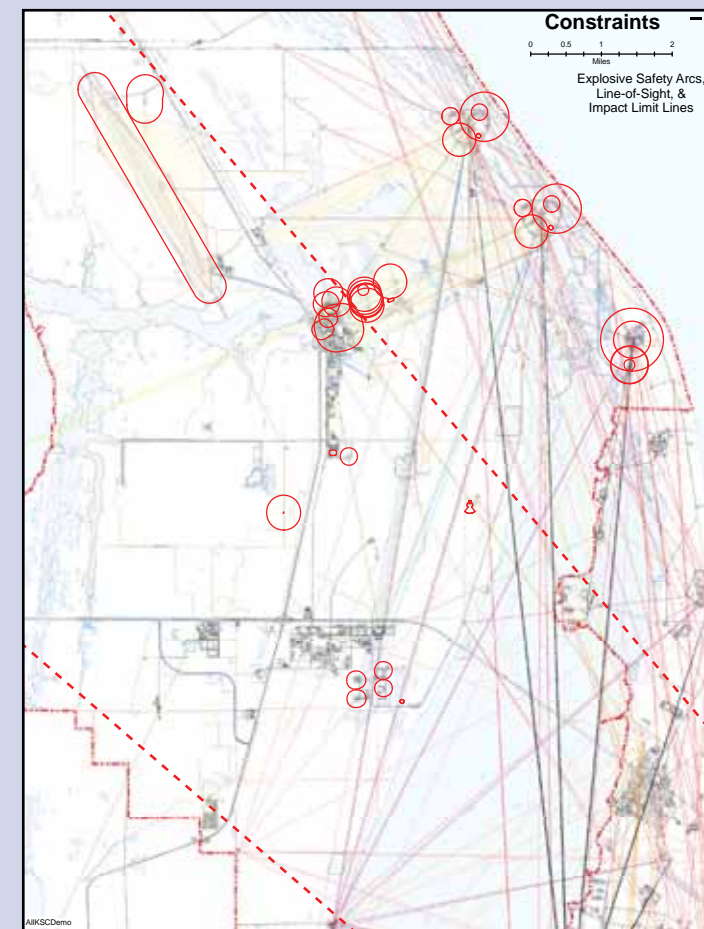 Constraints
0 0.5 1 2
Miles
Explosive Safety Arcs,
Line-of-Sight, &
Impact Limit Lines
AllKSCDemo